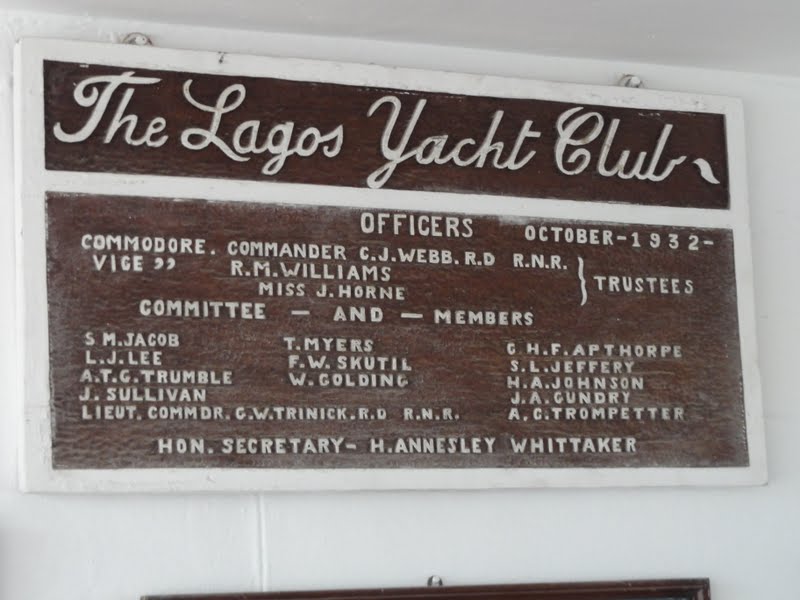 The Lagos Yacht Club
OFFICERS OCTOBER-1932-
COMMODORE. COMMANDER C.J.WEBB.R.D R.N.R.
VICE ” R.M.WILLIAMS
MISS J.HORNE
TRUSTEES
COMMITTEE - AND - MEMBERS
S M.JACOB T.MYERS G H.F.APTHORPE
L.J.LEE F.W.SKUTIL S.L.JEFFERY
A.T.G.TRUMBLE W.GOLDING H.A.JOHNSON
J.SULLIVAN J.A.GUNDRY
LIEUT.COMMDR.G.W.TRINICK.R.D R.N.R. A.C.TROMPETTER
HON.SECRETARY- H.ANNESLEY WHITTAKER